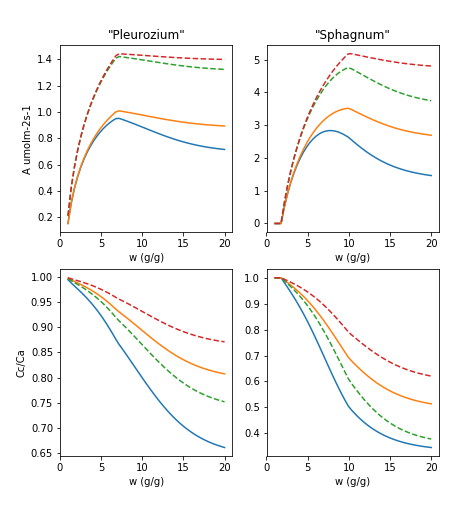 "Pleurozium" "Sphagnum"
A umolm-2s-1
1.4
1.2
1.0
0.8
0.6
0.4
0.2
0 5 10 15 20
w (g/g)
5
4
3
2
1
0
0 5 10 15 20
w (g/g)
Cc/Ca
1.00
0.95
0.90
0.85
0.80
0.75
0.70
0.65
0 5 10 15 20
w (g/g)
1.0
0.9
0.8
0.7
0.6
0.5
0.4
0 5 10 15 20
w (g/g)